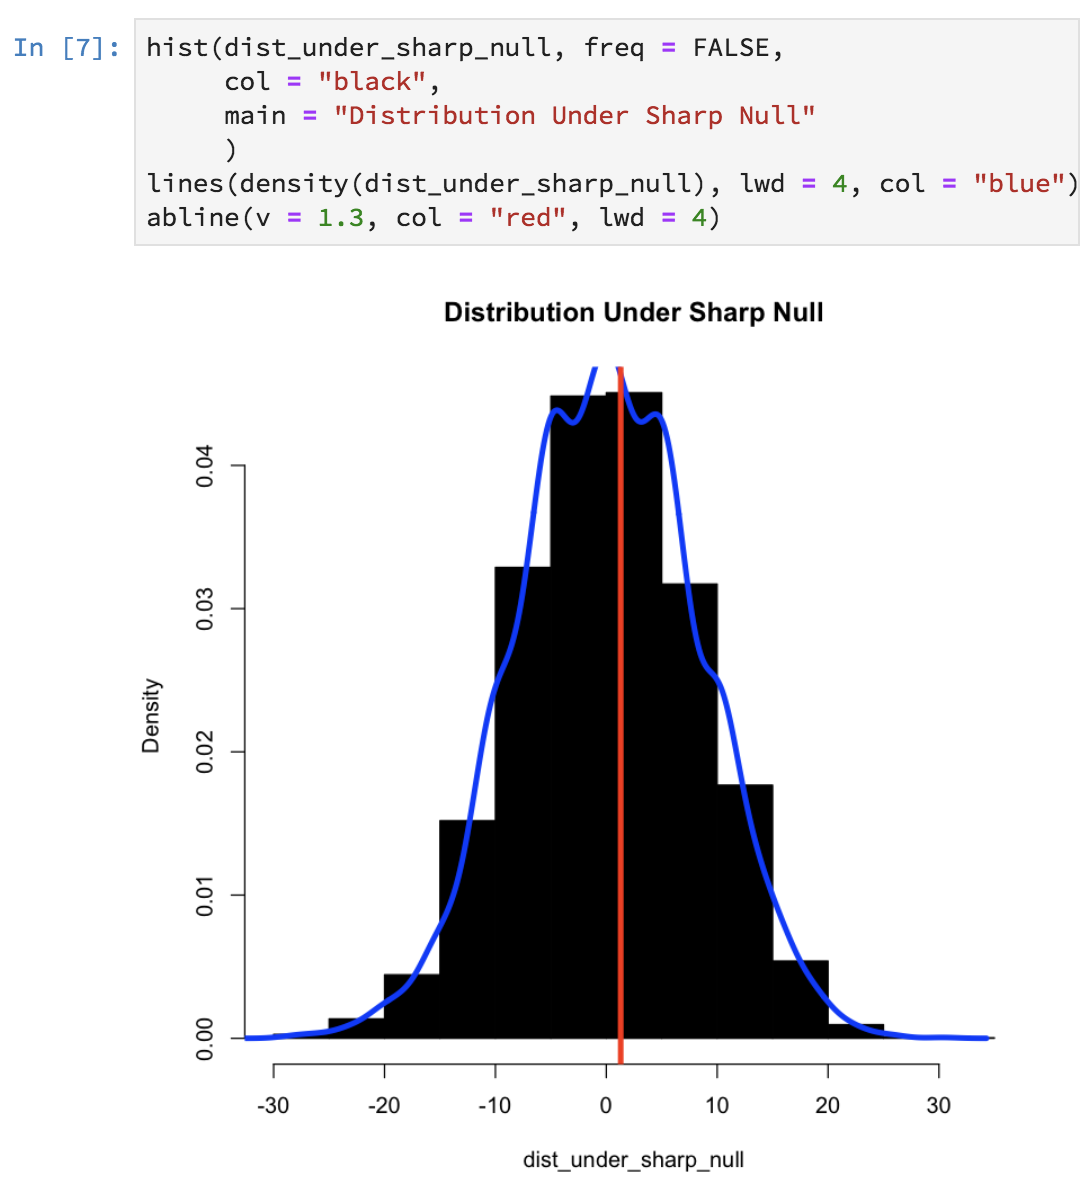 In [7]:
hist(dist_under_sharp_null, freq = FALSE,
     col = "black",
     main = "Distribution Under Sharp Null"
     )
lines(density(dist_under_sharp_null), lwd = 4, col = "blue")
abline(v = 1.3, col = "red", lwd = 4)
Distribution Under Sharp Null
Density
0.04
0.03
0.02
0.01
0.00
-30 -20 -10 0 10 20 30
dist_under_sharp_null